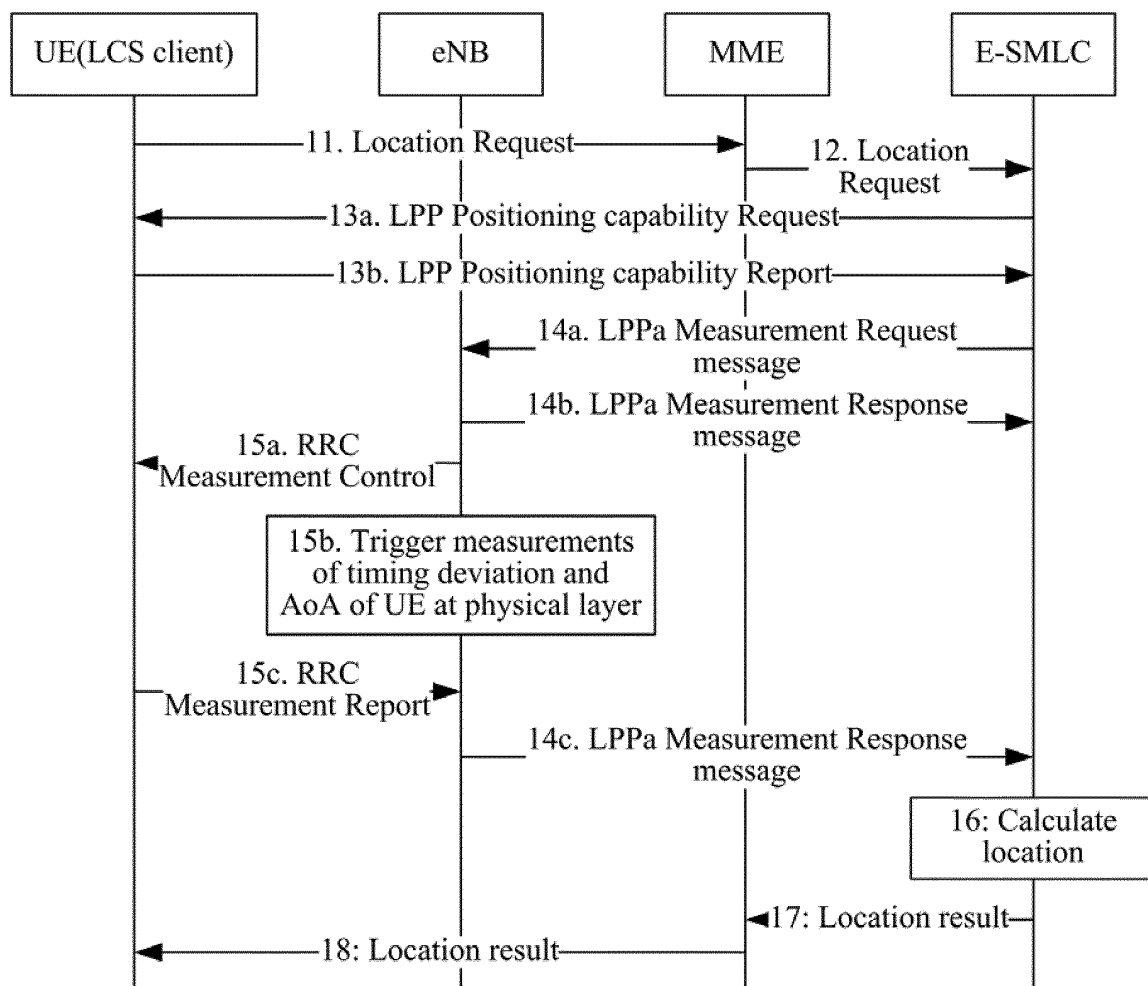 UE(LCS client)
eNB
MME
E-SMLC
11. Location Request
12. Location
Request
13a. LPP Positioning capability Request
13b. LPP Positioning capability Report
14a. LPPa Measurement Request
message
14b. LPPa Measurement Response
message
15a. RRC
Measurement Control
15b. Trigger measurements
of timing deviation and
AoA of UE at physical layer
15c. RRC
Measurement Report
14c. LPPa Measurement Response
message
16: Calculate
location
17: Location result
18: Location result